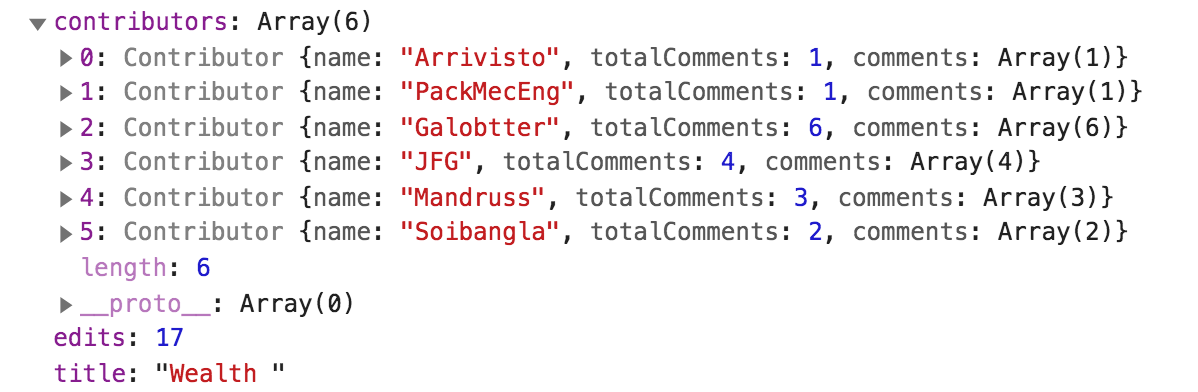 ▼ contributors: Array(6)
▶ 0: Contributor {name: "Arrivisto", totalComments: 1, comments: Array(1)}
▶ 1: Contributor {name: "PackMecEng", totalComments: 1, comments: Array(1)}
▶ 2: Contributor {name: "Galobtter", totalComments: 6, comments: Array(6)}
▶ 3: Contributor {name: "JFG", totalComments: 4, comments: Array(4)}
▶ 4: Contributor {name: "Mandruss", totalComments: 3, comments: Array(3)}
▶ 5: Contributor {name: "Soibangla", totalComments: 2, comments: Array(2)}
length: 6
▶ __proto__: Array(0)
edits: 17
title: "Wealth "